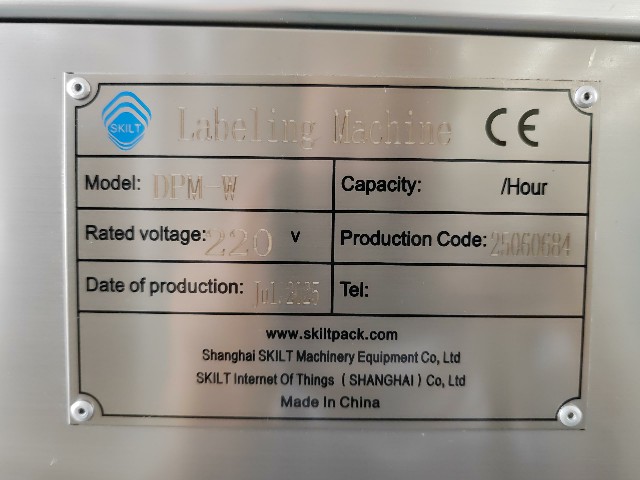 SKILT Labeling Machine CE
Model: DPM-W Capacity: /Hour
Rated voltage: 220 V Production Code: 25060684
Date of production: Jul. 2025 Tel:
www.skiltpack.com
Shanghai SKILT Machinery Equipment Co, Ltd
SKILT Internet Of Things ( SHANGHAI ) Co, Ltd
Made In China